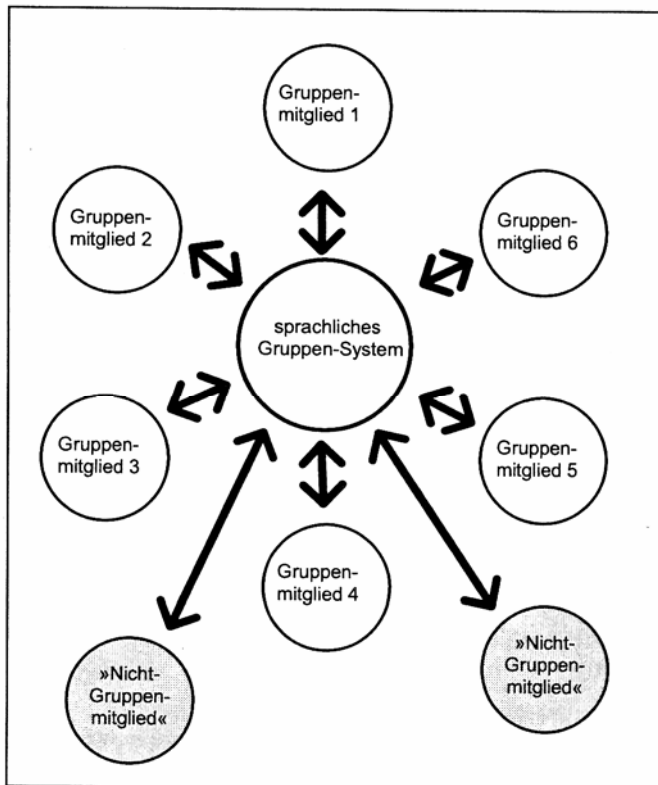 Gruppen-
mitglied 1
Gruppen-
mitglied 2
Gruppen-
mitglied 6
sprachliches
Gruppen-System
Gruppen-
mitglied 3
Gruppen-
mitglied 5
Gruppen-
mitglied 4
»Nicht-
Gruppen-
mitglied«
»Nicht-
Gruppen-
mitglied«